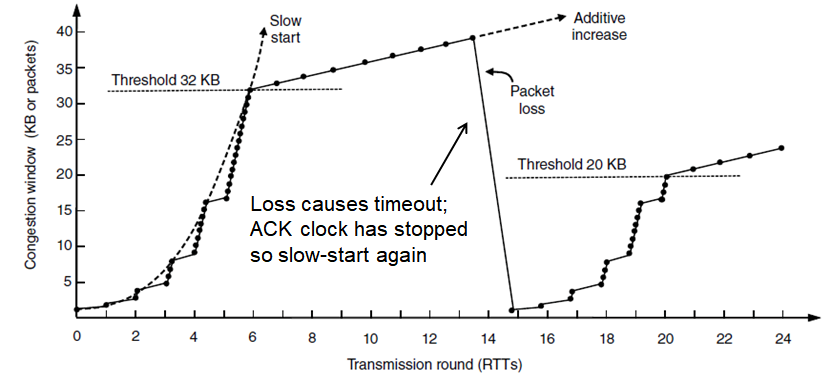 Slow
start
Additive
increase
Threshold 32 KB
Packet
loss
Threshold 20 KB
Loss causes timeout;
ACK clock has stopped
so slow-start again
Congestion window (KB or packets)
40
35
30
25
20
15
10
5
0 2 4 6 8 10 12 14 16 18 20 22 24
Transmission round (RTTs)